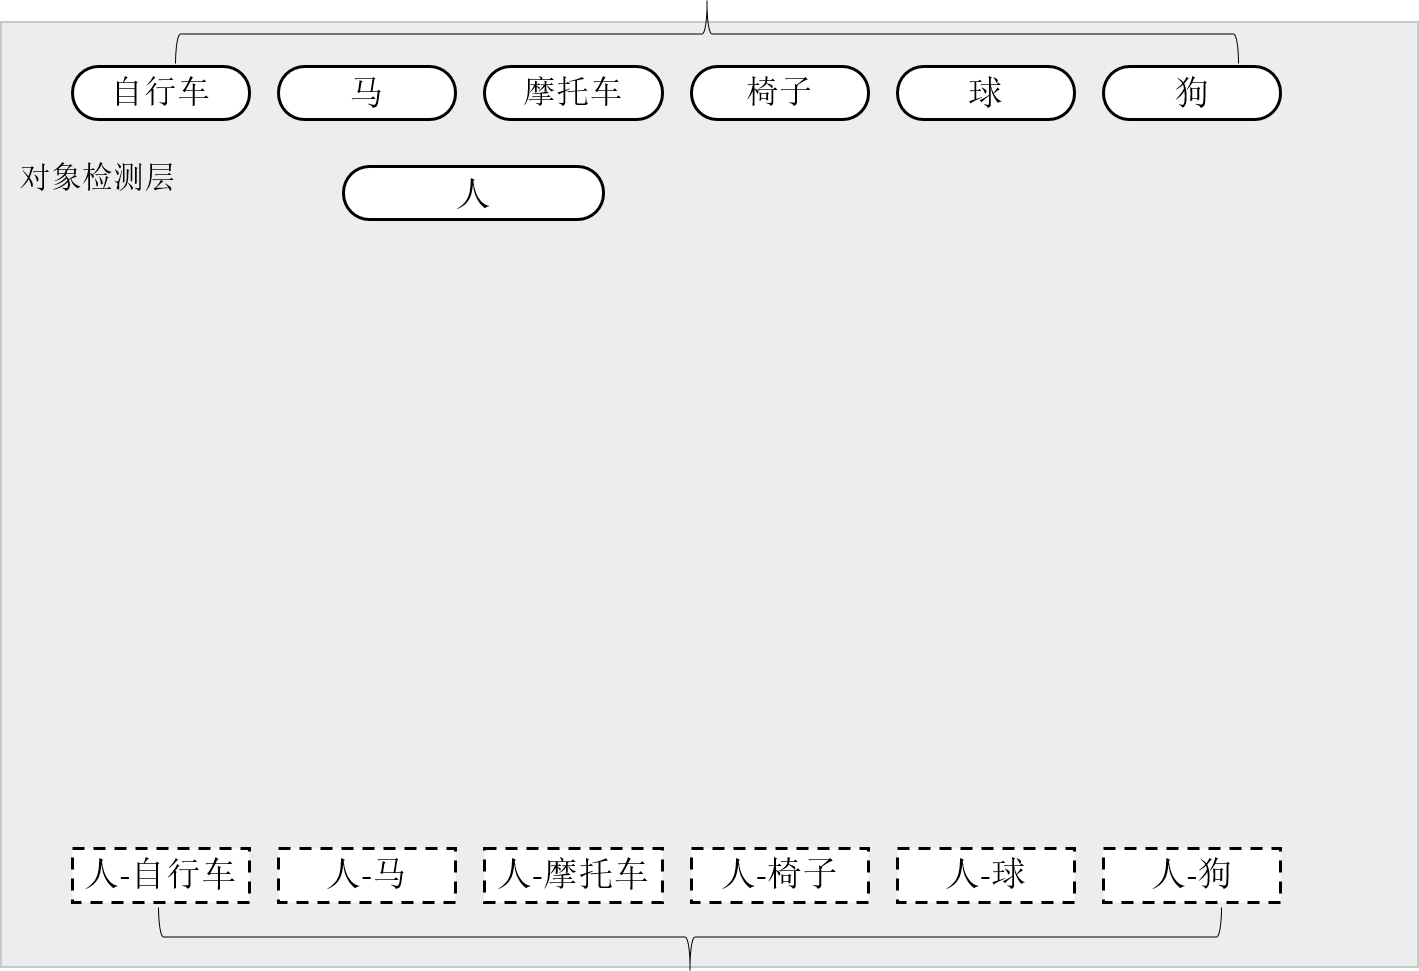 自行车 马 摩托车 椅子 球 狗
对象检测层
人
人-自行车 人-马 人-摩托车 人-椅子 人-球 人-狗